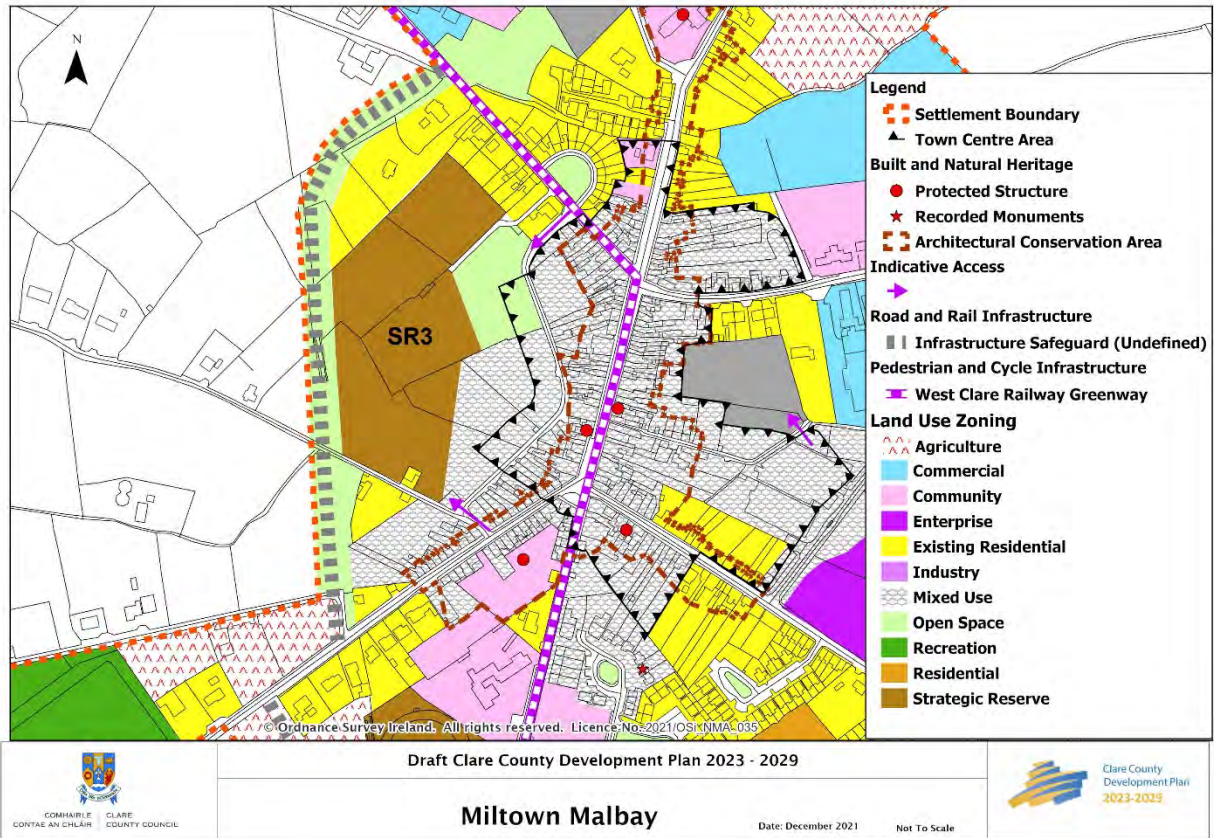 N
SR3
Legend
Settlement Boundary
Town Centre Area
Built and Natural Heritage
Protected Structure
Recorded Monuments
Architectural Conservation Area
Indicative Access
Road and Rail Infrastructure
Infrastructure Safeguard (Undefined)
Pedestrian and Cycle Infrastructure
West Clare Railway Greenway
Land Use Zoning
Agriculture
Commercial
Community
Enterprise
Existing Residential
Industry
Mixed Use
Open Space
Recreation
Residential
Strategic Reserve
© Ordnance Survey Ireland. All rights reserved. Licence No. 2021/OSi_NMA_035
COMHAIRLE CONTAE AN CHLÁIR
CLARE COUNTY COUNCIL
Draft Clare County Development Plan 2023 - 2029
Miltown Malbay
Date: December 2021
Not To Scale
Clare County
Development Plan
2023-2029